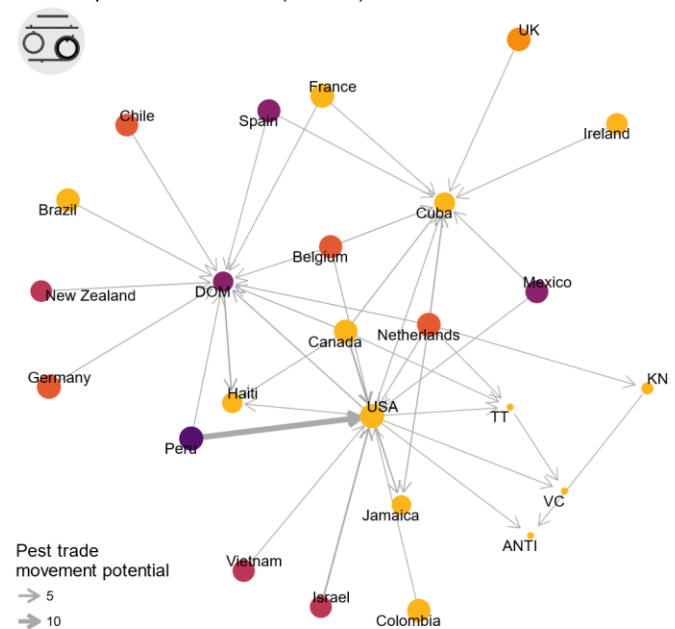 UK
France
Spain
Chile
Ireland
Brazil
Cuba
Belgium
New Zealand
DOM
Mexico
Canada
Netherlands
Germany
Haiti
USA
KN
TT
Peru
VC
Jamaica
ANTI
Pest trade
movement potential
5
10
Vietnam
Israel
Colombia